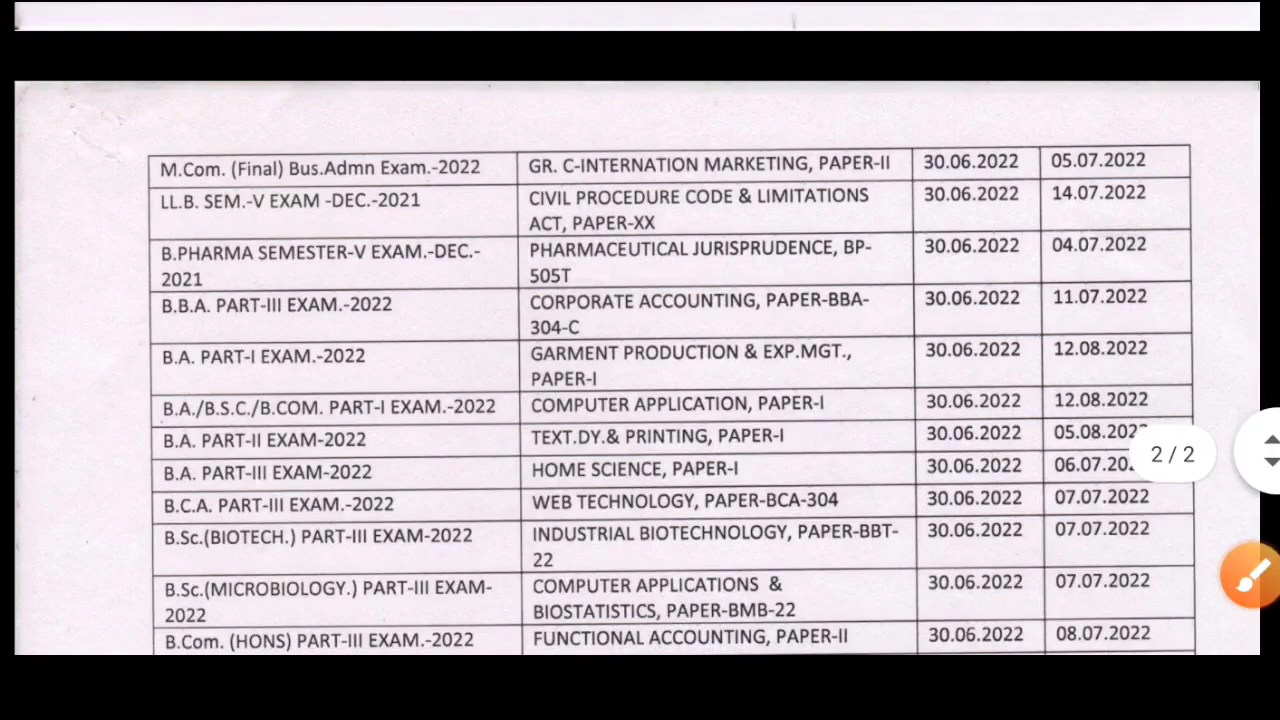 M.Com. (Final) Bus.Admn Exam.-2022 GR. C-INTERNATION MARKETING, PAPER-II 30.06.2022 05.07.2022
LL.B. SEM.-V EXAM -DEC.-2021 CIVIL PROCEDURE CODE & LIMITATIONS 30.06.2022 14.07.2022
ACT, PAPER-XX
B.PHARMA SEMESTER-V EXAM.-DEC.- PHARMACEUTICAL JURISPRUDENCE, BP- 30.06.2022 04.07.2022
2021 505T
B.B.A. PART-III EXAM.-2022 CORPORATE ACCOUNTING, PAPER-BBA- 30.06.2022 11.07.2022
304-C
B.A. PART-I EXAM.-2022 GARMENT PRODUCTION & EXP.MGT., 30.06.2022 12.08.2022
PAPER-I
B.A./B.S.C./B.COM. PART-I EXAM.-2022 COMPUTER APPLICATION, PAPER-I 30.06.2022 12.08.2022
B.A. PART-II EXAM-2022 TEXT.DY.& PRINTING, PAPER-I 30.06.2022 05.08.2022
B.A. PART-III EXAM-2022 HOME SCIENCE, PAPER-I 30.06.2022 06.07.202
2 / 2
B.C.A. PART-III EXAM.-2022 WEB TECHNOLOGY, PAPER-BCA-304 30.06.2022 07.07.2022
B.Sc.(BIOTECH.) PART-III EXAM-2022 INDUSTRIAL BIOTECHNOLOGY, PAPER-BBT- 30.06.2022 07.07.2022
22
B.Sc.(MICROBIOLOGY.) PART-III EXAM- COMPUTER APPLICATIONS & 30.06.2022 07.07.2022
2022 BIOSTATISTICS, PAPER-BMB-22
B.Com. (HONS) PART-III EXAM.-2022 FUNCTIONAL ACCOUNTING, PAPER-II 30.06.2022 08.07.2022